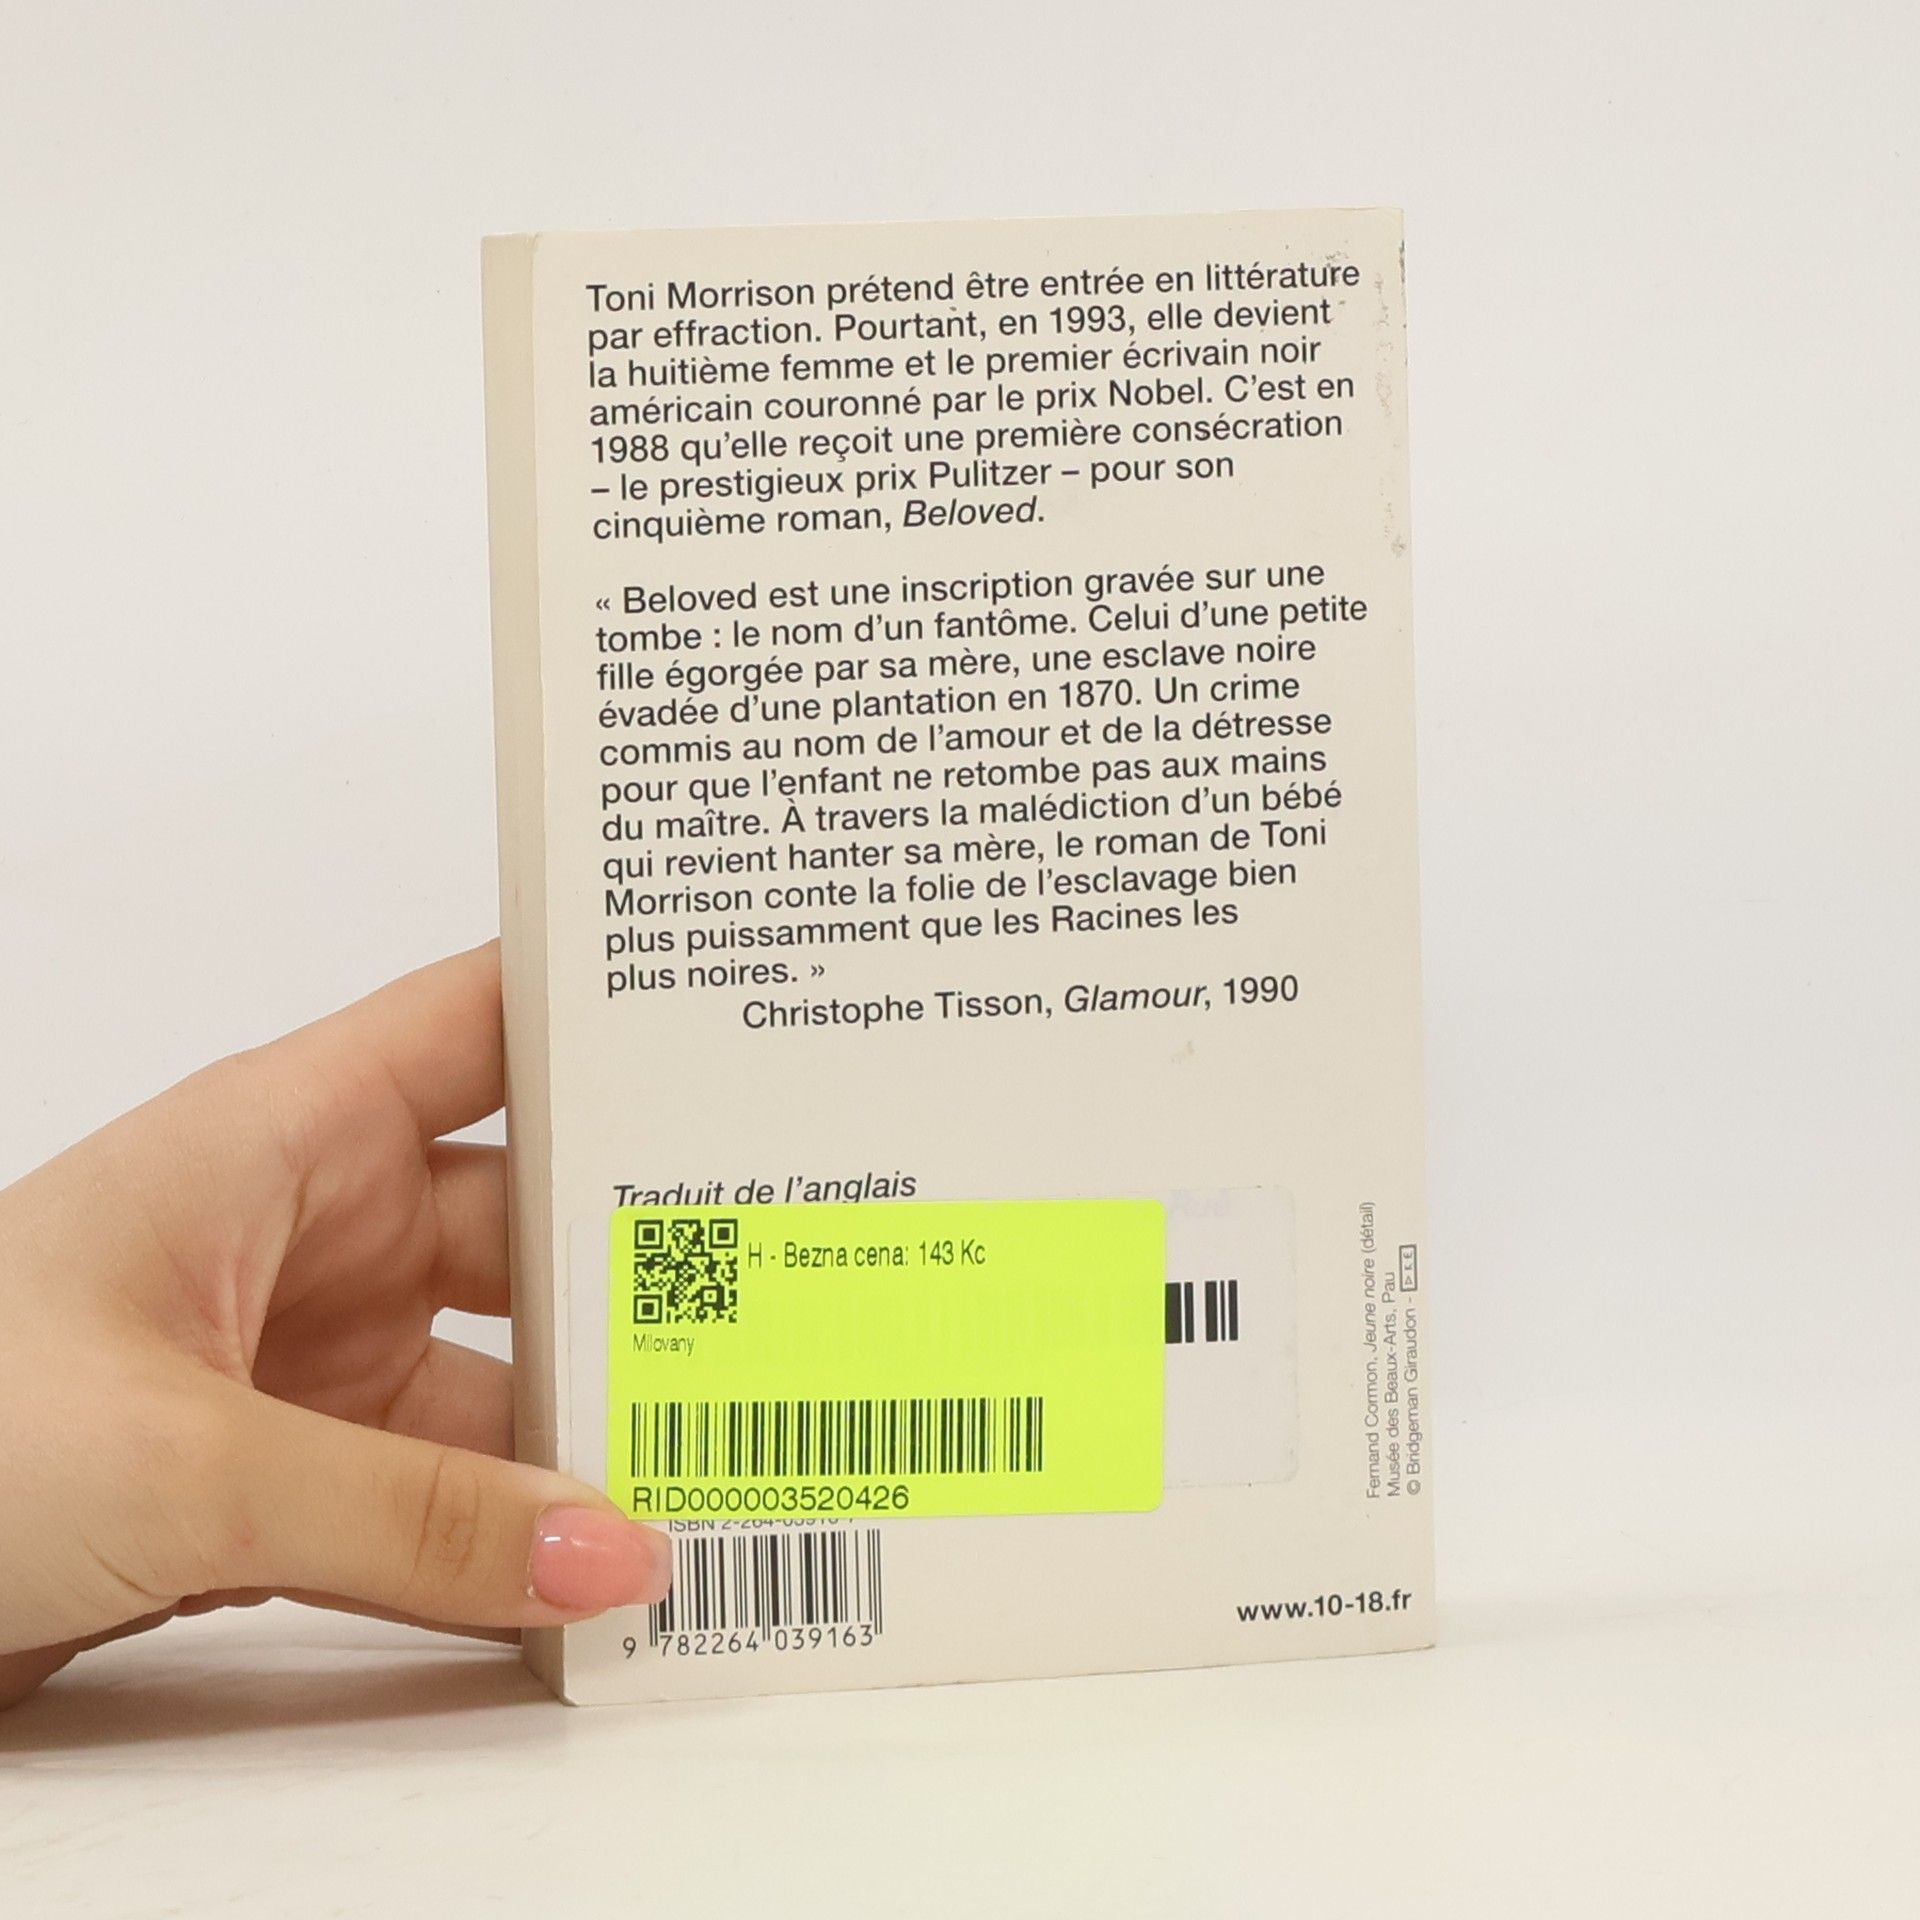 Toni Morrison prétend être entrée en littérature
par effraction. Pourtant, en 1993, elle devient
la huitième femme et le premier écrivain noir
américain couronné par le prix Nobel. C’est en
1988 qu’elle reçoit une première consécration
– le prestigieux prix Pulitzer – pour son
cinquième roman, Beloved.
« Beloved est une inscription gravée sur une
tombe : le nom d’un fantôme. Celui d’une petite
fille égorgée par sa mère, une esclave noire
évadée d’une plantation en 1870. Un crime
commis au nom de l’amour et de la détresse
pour que l’enfant ne retombe pas aux mains
du maître. À travers la malédiction d’un bébé
qui revient hanter sa mère, le roman de Toni
Morrison conte la folie de l’esclavage bien
plus puissamment que les Racines les
plus noires. »
Christophe Tisson, Glamour, 1990
Traduit de l’anglais
H - Bezna cena: 143 Kc
Milovany
RID000003520426
ISBN
9 782264 039163
Fernand Cormon, Jeune noire (détail)
Musée des Beaux-Arts, Pau
© Bridgeman Giraudon -
www.10-18.fr